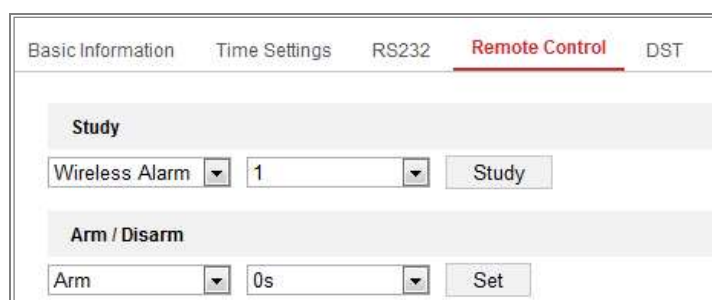 Basic Information Time Settings RS232 Remote Control DST
Study
Wireless Alarm 1 Study
Arm / Disarm
Arm 0s Set